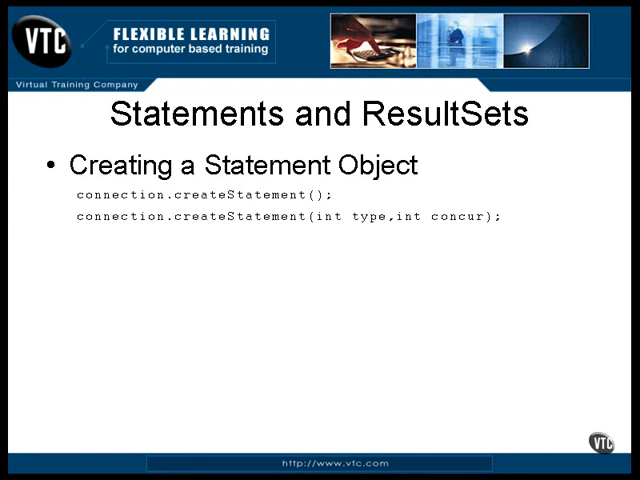 VTC
FLEXIBLE LEARNING
for computer based training
Virtual Training Company
Statements and ResultSets
• Creating a Statement Object
connection.createStatement();
connection.createStatement(int type,int concur);
VTC
http://www.vtc.com